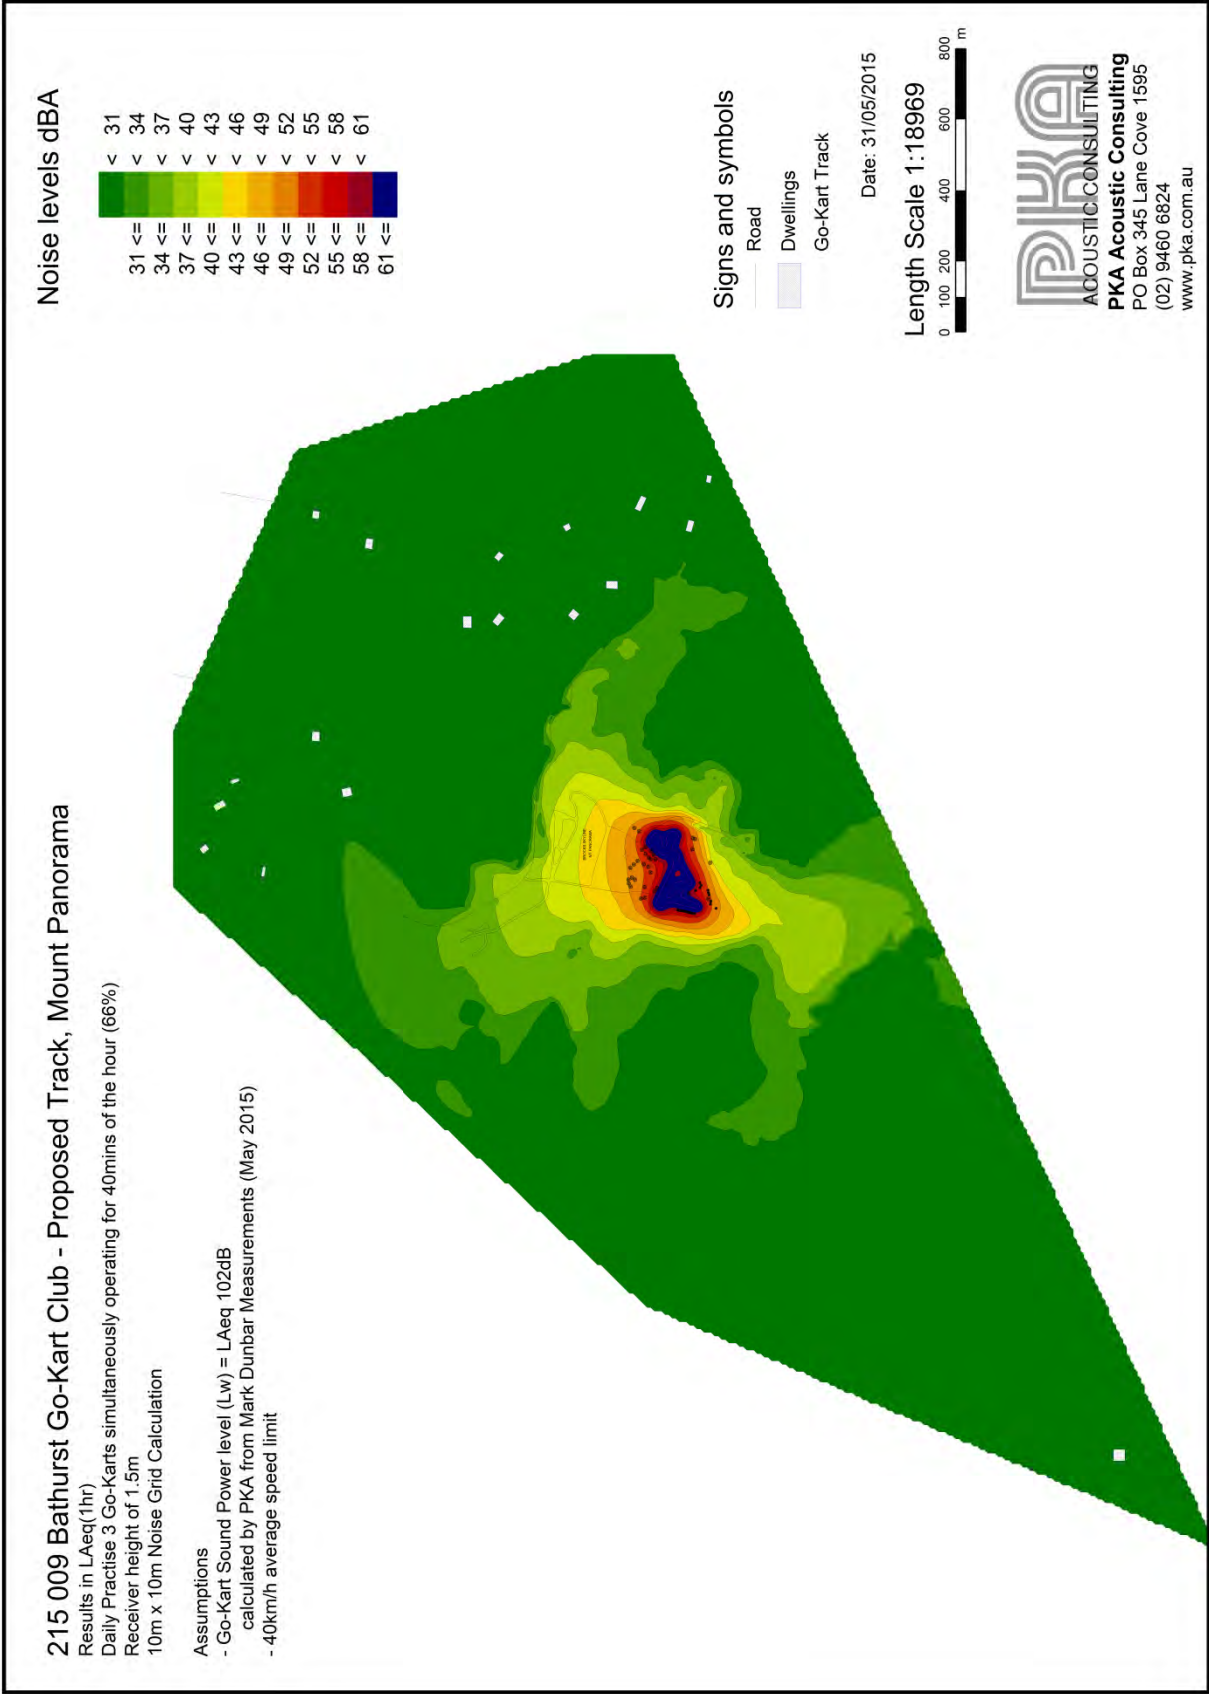 215 009 Bathurst Go-Kart Club - Proposed Track, Mount Panorama
Results in LAeq(1hr)
Daily Practise 3 Go-Karts simultaneously operating for 40mins of the hour (66%)
Receiver height of 1.5m
10m x 10m Noise Grid Calculation
Assumptions
- Go-Kart Sound Power level (Lw) = LAeq 102dB
calculated by PKA from Mark Dunbar Measurements (May 2015)
- 40km/h average speed limit
Noise levels dBA
< 31
31 <= < 34
34 <= < 37
37 <= < 40
40 <= < 43
43 <= < 46
46 <= < 49
49 <= < 52
52 <= < 55
55 <= < 58
58 <= < 61
61 <=
Signs and symbols
Road
Dwellings
Go-Kart Track
Date: 31/05/2015
Length Scale 1:18969
0 100 200 400 600 800
m
PKA
ACOUSTIC CONSULTING
PKA Acoustic Consulting
PO Box 345 Lane Cove 1595
(02) 9460 6824
www.pka.com.au